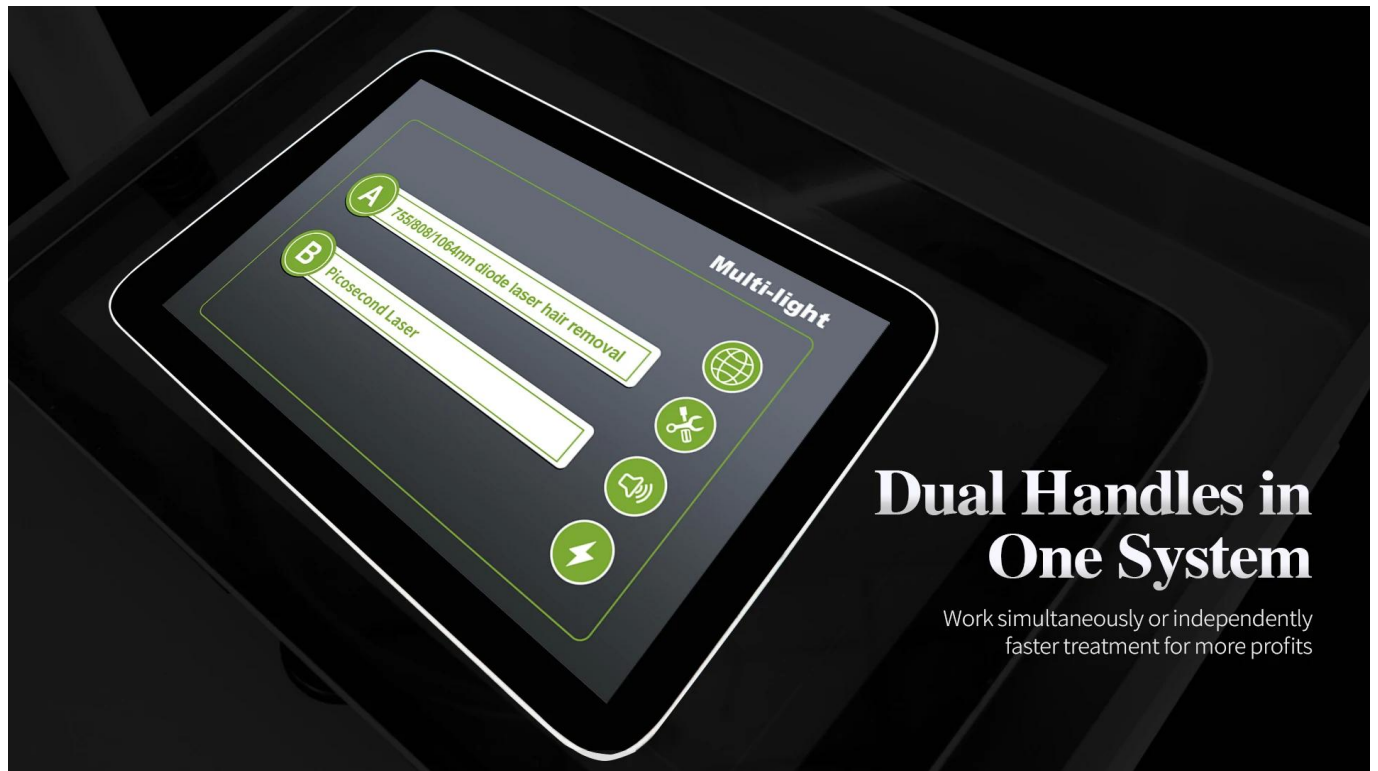 Multi-light
A
755/808/1064nm diode laser hair removal
B
Picosecond Laser
Dual Handles in
One System
Work simultaneously or independently
faster treatment for more profits